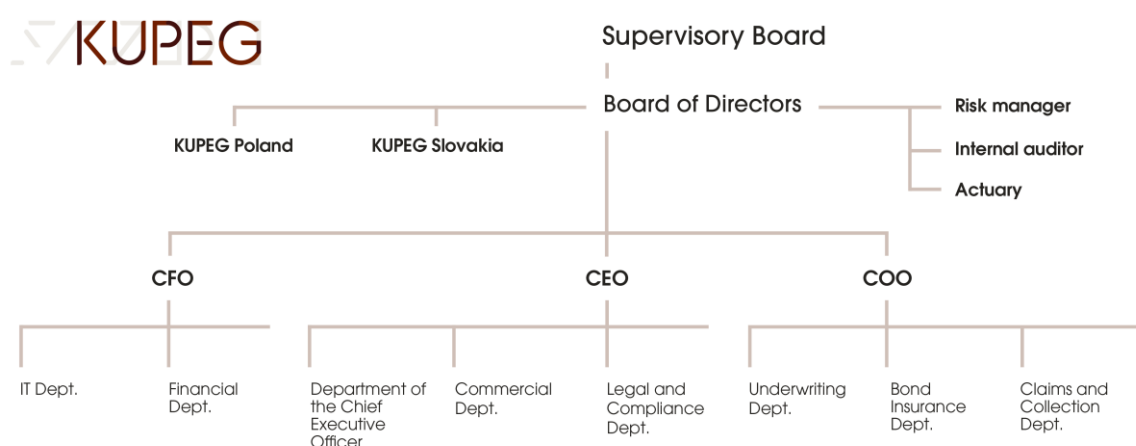 KUPEG
Supervisory Board
Board of Directors
Risk manager
KUPEG Poland
KUPEG Slovakia
Internal auditor
Actuary
CFO
CEO
COO
IT Dept.
Financial
Dept.
Department of
the Chief
Executive
Officer
Commercial
Dept.
Legal and
Compliance
Dept.
Underwriting
Dept.
Bond
Insurance
Dept.
Claims and
Collection
Dept.